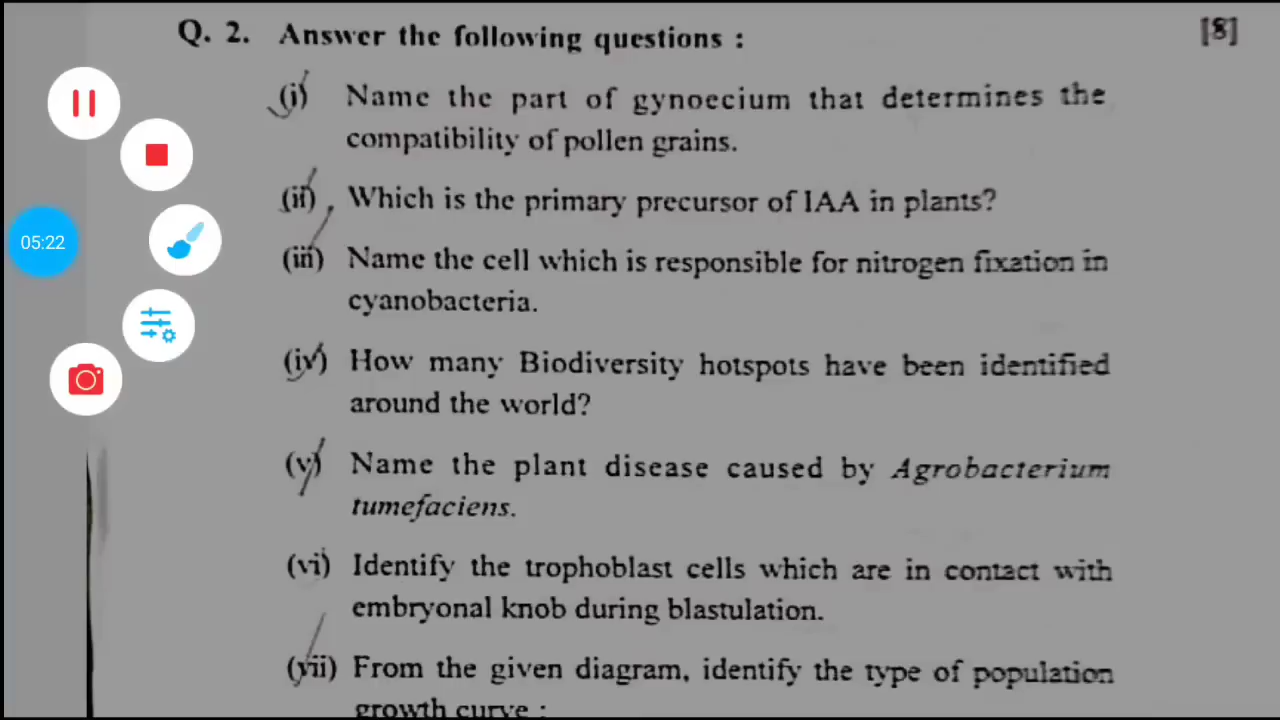 Q. 2. Answer the following questions : [8]
(i) Name the part of gynoecium that determines the
compatibility of pollen grains.
(ii) Which is the primary precursor of IAA in plants?
(iii) Name the cell which is responsible for nitrogen fixation in
cyanobacteria.
05:22
(iv) How many Biodiversity hotspots have been identified
around the world?
(v) Name the plant disease caused by Agrobacterium
tumefaciens.
(vi) Identify the trophoblast cells which are in contact with
embryonal knob during blastulation.
(vii) From the given diagram, identify the type of population
growth curve :